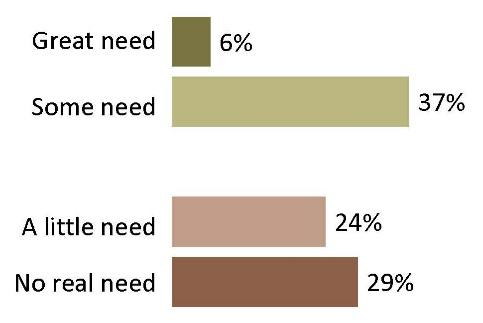 Great need 6%
Some need 37%
A little need 24%
No real need 29%